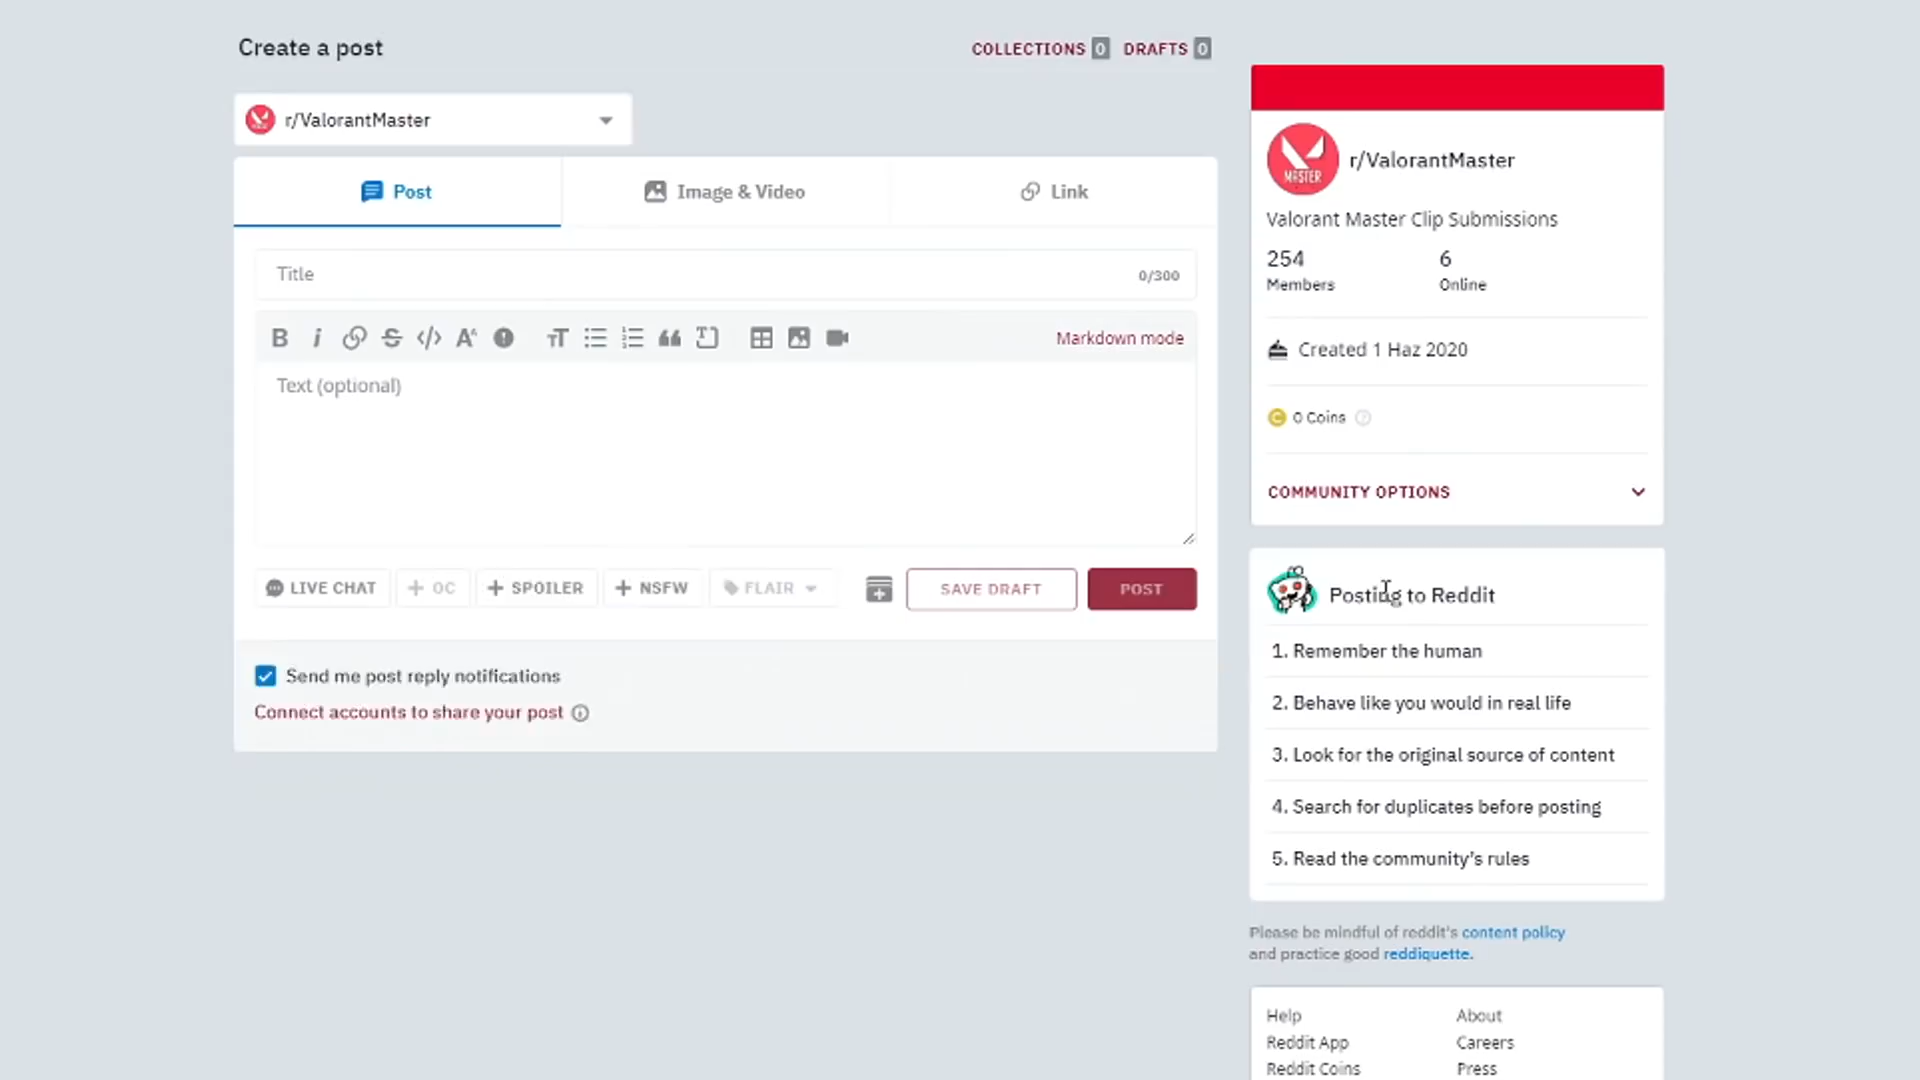 Create a post
COLLECTIONS 0 DRAFTS 0
r/ValorantMaster
Post
Image & Video
Link
Title
0/300
B i S </> A T
Markdown mode
Text (optional)
LIVE CHAT
+ OC
+ SPOILER
+ NSFW
FLAIR
SAVE DRAFT
POST
Send me post reply notifications
Connect accounts to share your post
MASTER
r/ValorantMaster
Valorant Master Clip Submissions
254
Members
6
Online
Created 1 Haz 2020
0 Coins
COMMUNITY OPTIONS
Posting to Reddit
1. Remember the human
2. Behave like you would in real life
3. Look for the original source of content
4. Search for duplicates before posting
5. Read the community's rules
Please be mindful of reddit's content policy
and practice good reddiquette.
Help
About
Reddit App
Careers
Reddit Coins
Press